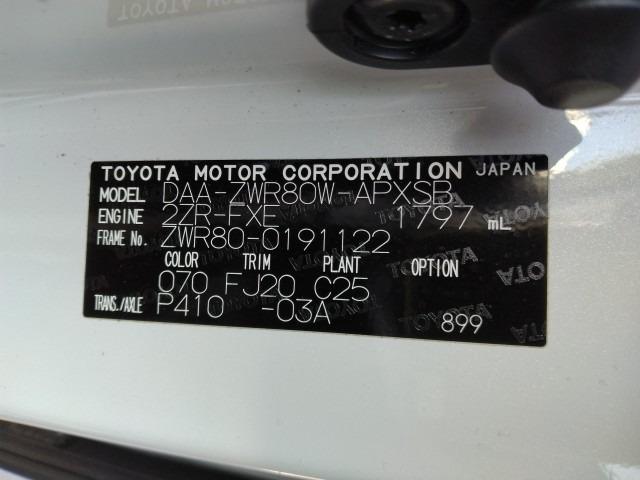 TOYOTA MOTOR CORPORATION JAPAN
MODEL DAA-ZWR80W-APXSB
ENGINE 2ZR-FXE 1797 mL
FRAME No. ZWR80-0191122
COLOR TRIM PLANT OPTION
070 FJ20 C25
TRANS./AXLE P410 -03A
899